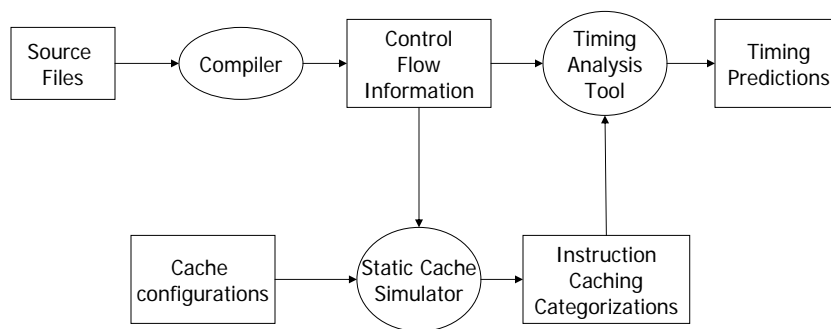 Source
Files
Compiler
Control
Flow
Information
Timing
Analysis
Tool
Timing
Predictions
Cache
configurations
Static Cache
Simulator
Instruction
Caching
Categorizations